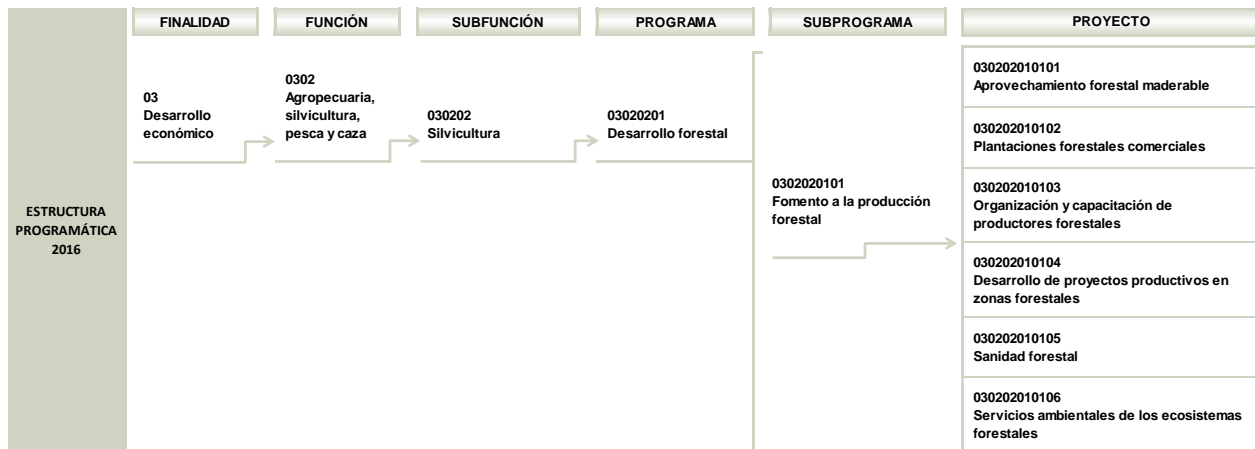 FINALIDAD
FUNCIÓN
SUBFUNCIÓN
PROGRAMA
SUBPROGRAMA
PROYECTO
ESTRUCTURA
PROGRAMÁTICA
2016
03
Desarrollo
económico
0302
Agropecuaria,
silvicultura,
pesca y caza
030202
Silvicultura
03020201
Desarrollo forestal
0302020101
Fomento a la producción
forestal
030202010101
Aprovechamiento forestal maderable
030202010102
Plantaciones forestales comerciales
030202010103
Organización y capacitación de
productores forestales
030202010104
Desarrollo de proyectos productivos en
zonas forestales
030202010105
Sanidad forestal
030202010106
Servicios ambientales de los ecosistemas
forestales